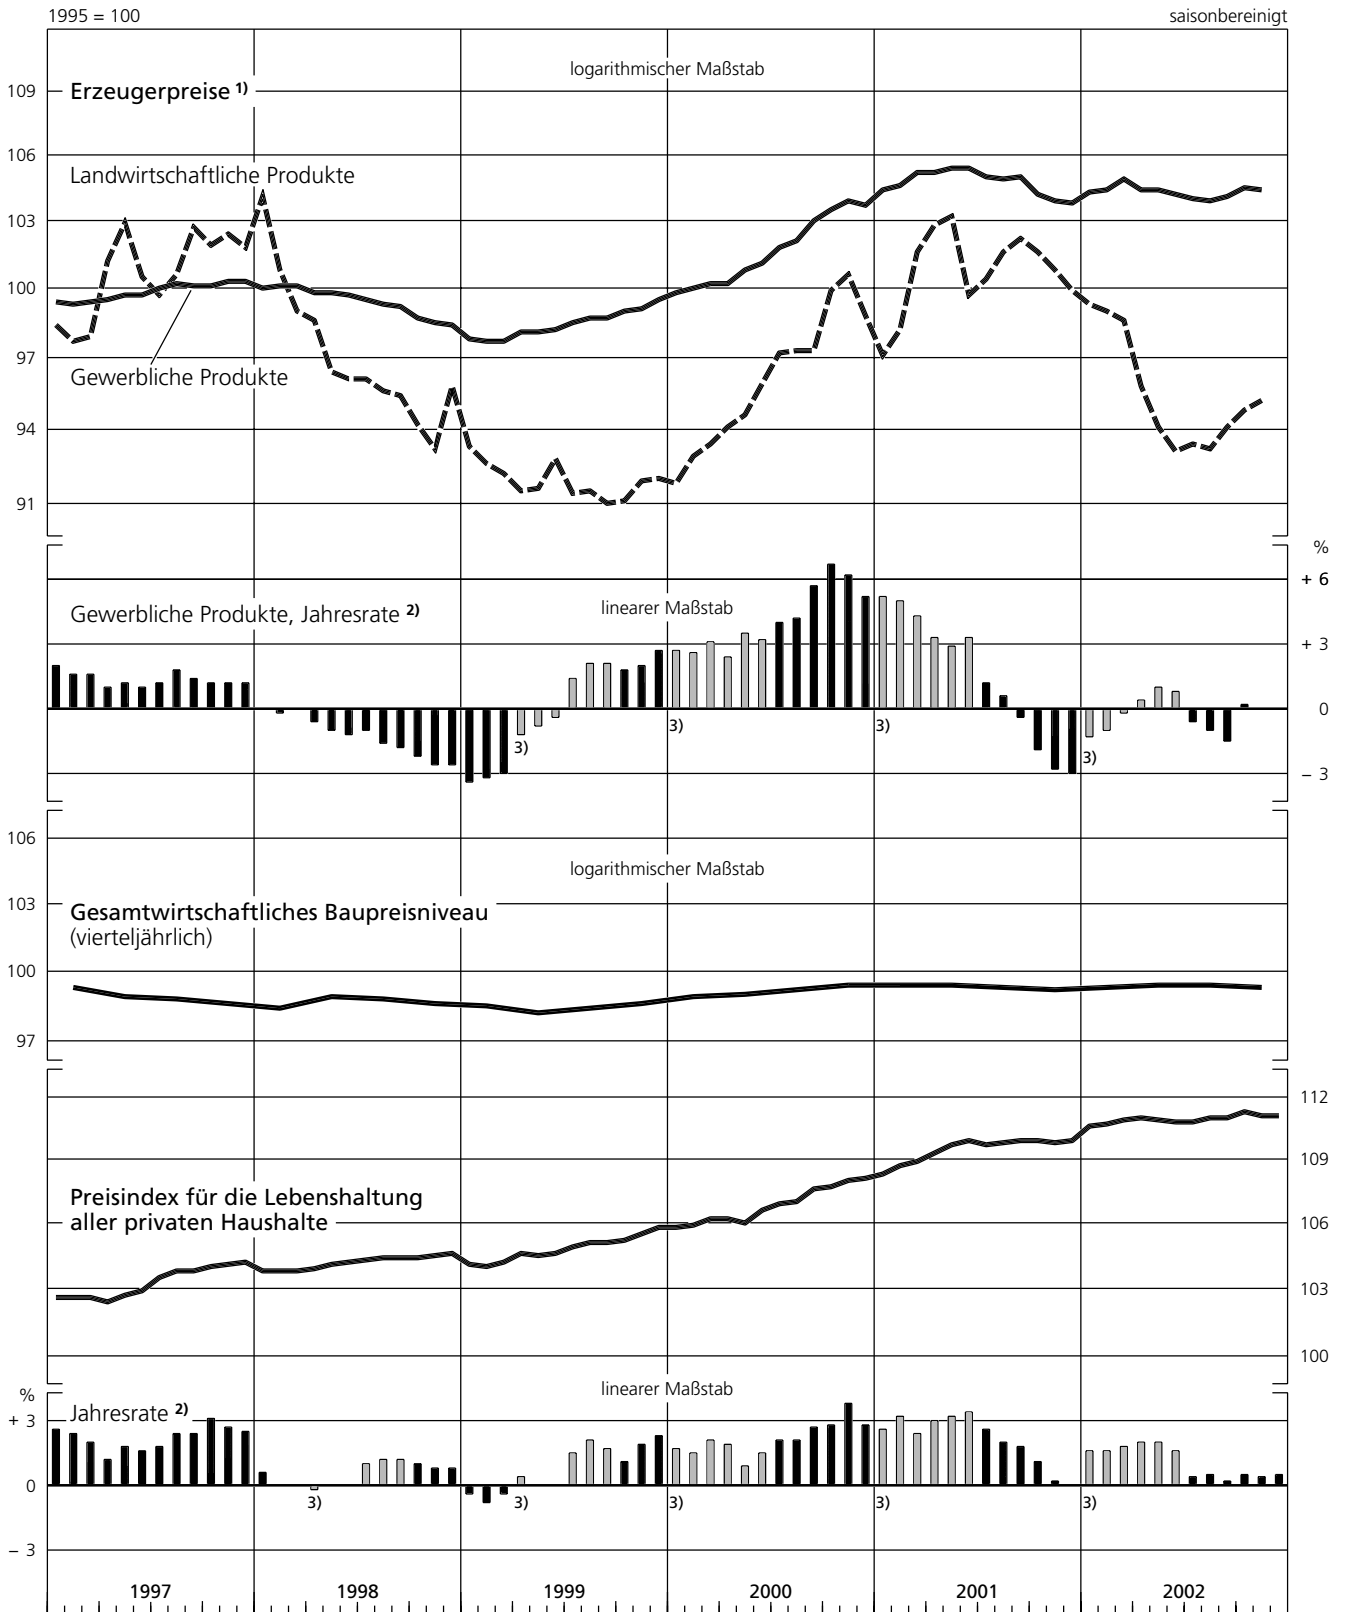 1995 = 100
saisonbereinigt
logarithmischer Maßstab
109
Erzeugerpreise 1)
106
Landwirtschaftliche Produkte
103
100
97
Gewerbliche Produkte
94
91
%
+ 6
Gewerbliche Produkte, Jahresrate 2)
linearer Maßstab
+ 3
0
3)
3)
3)
3)
– 3
106
logarithmischer Maßstab
103
Gesamtwirtschaftliches Baupreisniveau
(vierteljährlich)
100
97
112
109
Preisindex für die Lebenshaltung
aller privaten Haushalte
106
103
100
%
linearer Maßstab
+ 3
Jahresrate 2)
0
3)
3)
3)
3)
3)
– 3
1997
1998
1999
2000
2001
2002